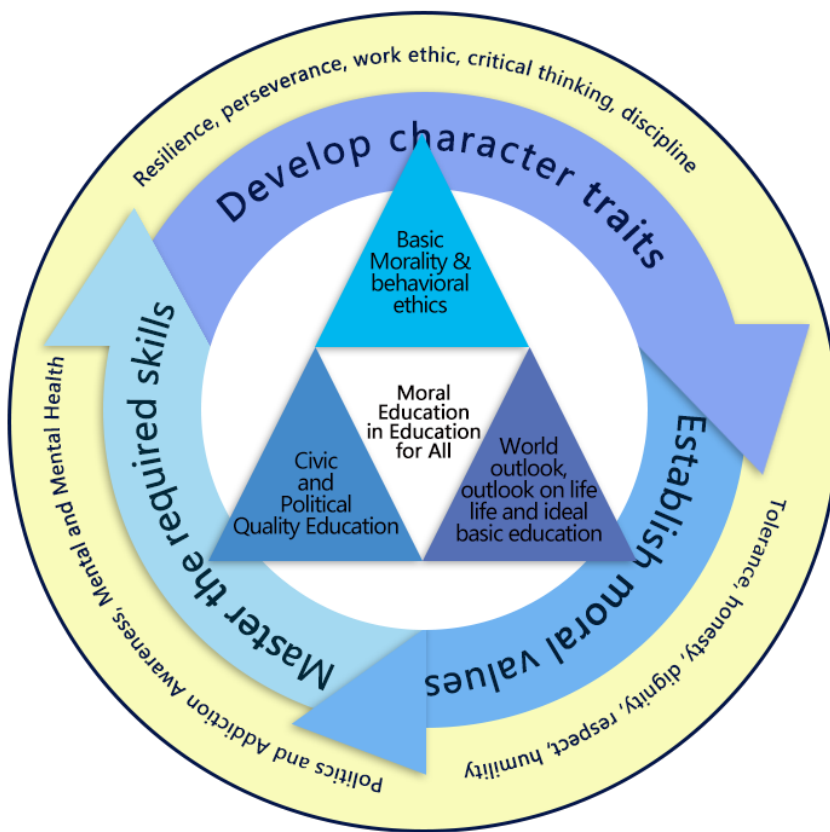 Resilience, perseverance, work ethic, critical thinking, discipline
Develop character traits
Basic
Morality &
behavioral
ethics
Moral
Education
in Education
for All
Civic
and
Political
Quality Education
World
outlook,
outlook on life
life and ideal
basic education
Establish moral values
Tolerance, honesty, dignity, respect, humility
Master the required skills
Politics and Addiction Awareness, Mental and Mental Health